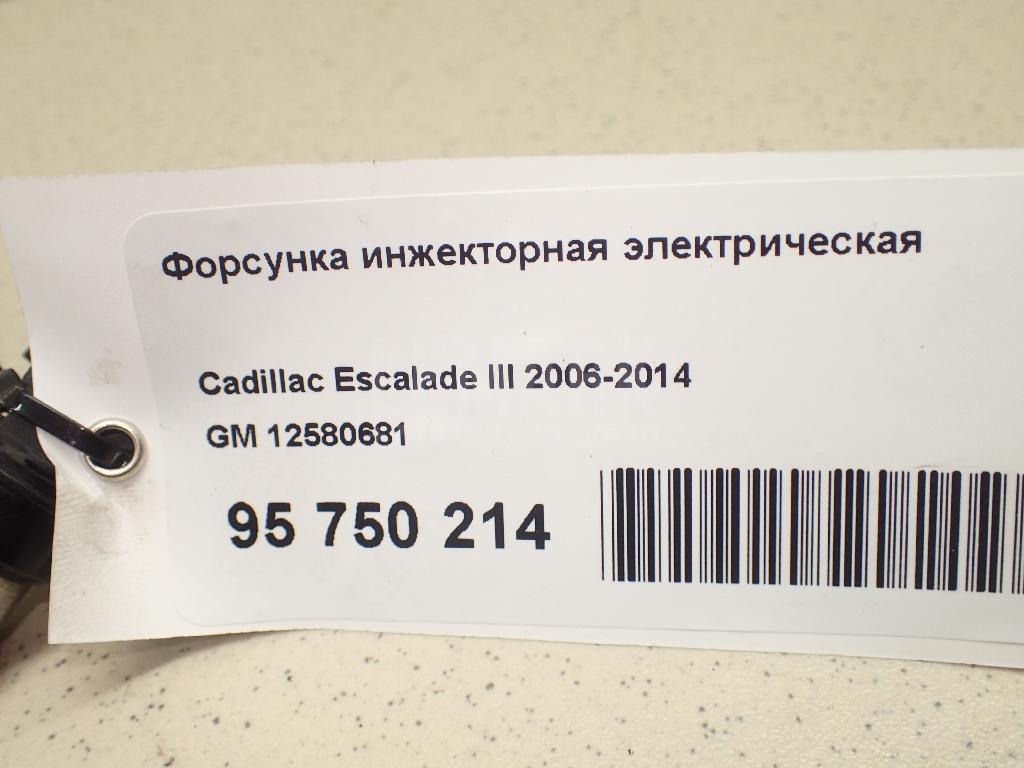 Форсунка инжекторная электрическая
Cadillac Escalade III 2006-2014
GM 12580681
95 750 214